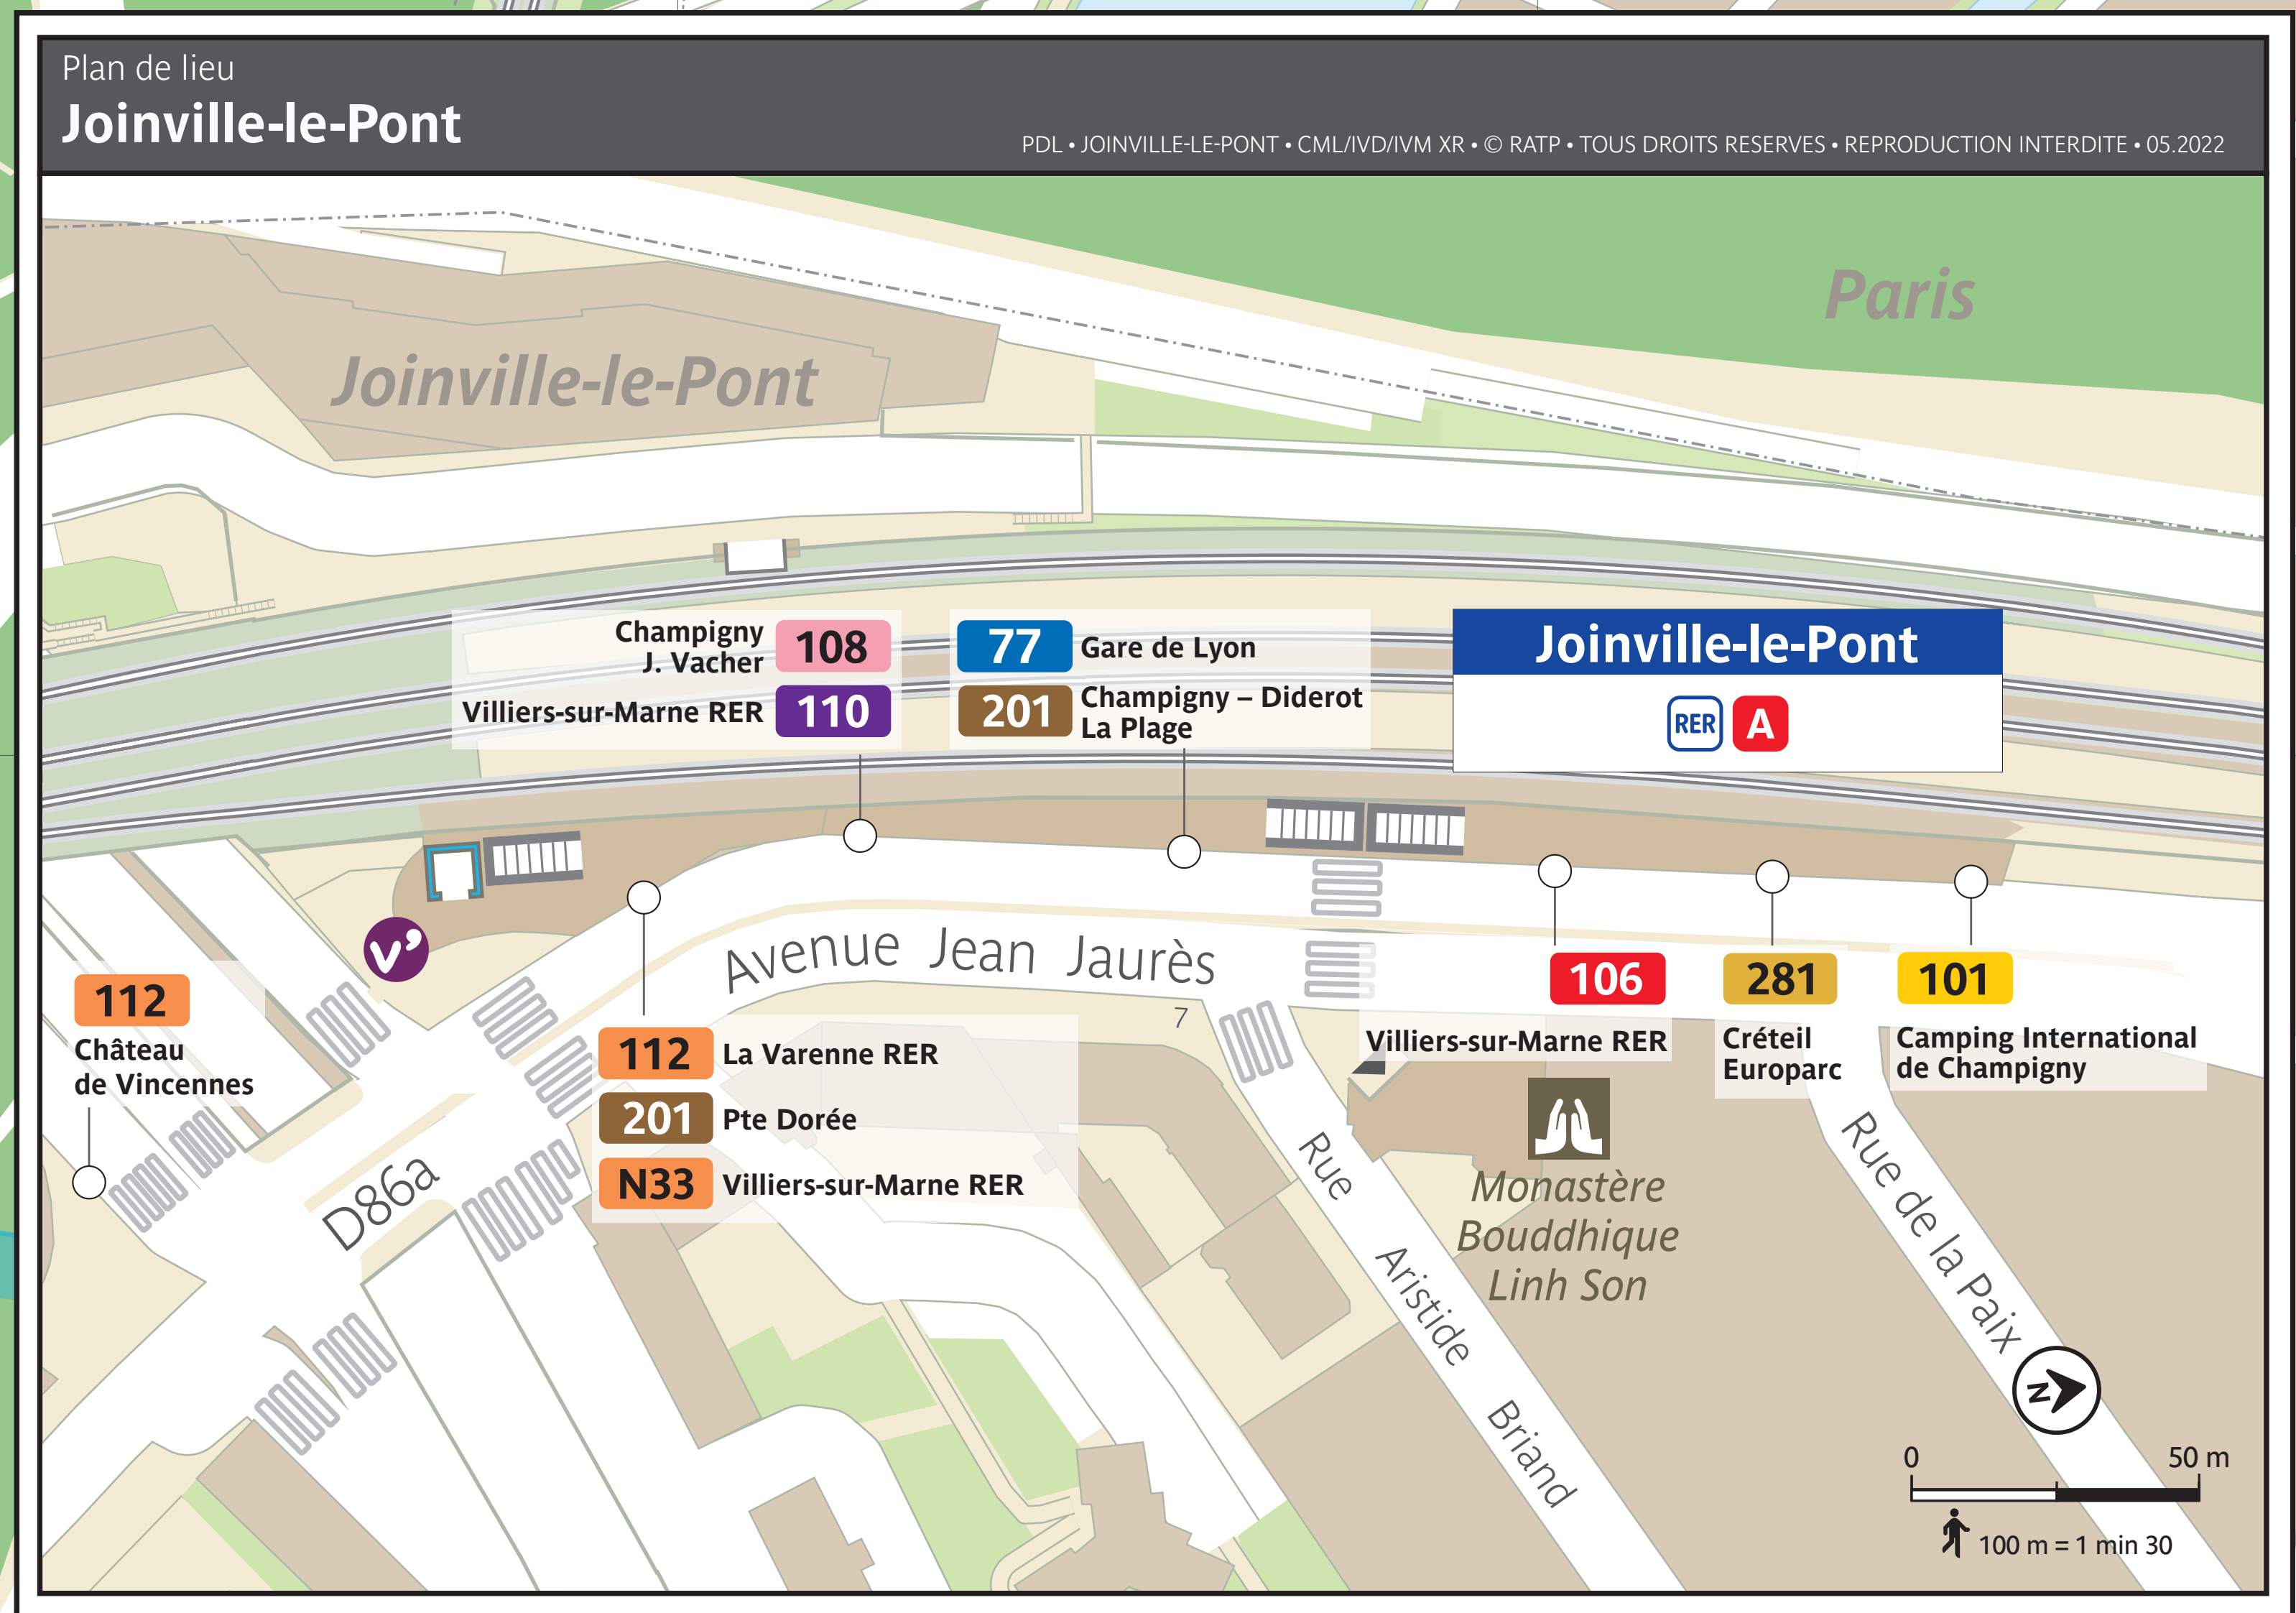 Plan de lieu
Joinville-le-Pont
PDL • JOINVILLE-LE-PONT • CML/IVD/IVM XR • © RATP • TOUS DROITS RESERVES • REPRODUCTION INTERDITE • 05.2022
Paris
Joinville-le-Pont
Champigny
J. Vacher
108
Villiers-sur-Marne RER
110
77
Gare de Lyon
201
Champigny – Diderot
La Plage
Joinville-le-Pont
RER A
v’
Avenue Jean Jaurès
7
112
Château
de Vincennes
112
La Varenne RER
201
Pte Dorée
N33
Villiers-sur-Marne RER
D86a
106
Villiers-sur-Marne RER
281
Créteil
Europarc
101
Camping International
de Champigny
Monastère
Bouddhique
Linh Son
Rue Aristide Briand
Rue de la Paix
N
0
50 m
100 m = 1 min 30